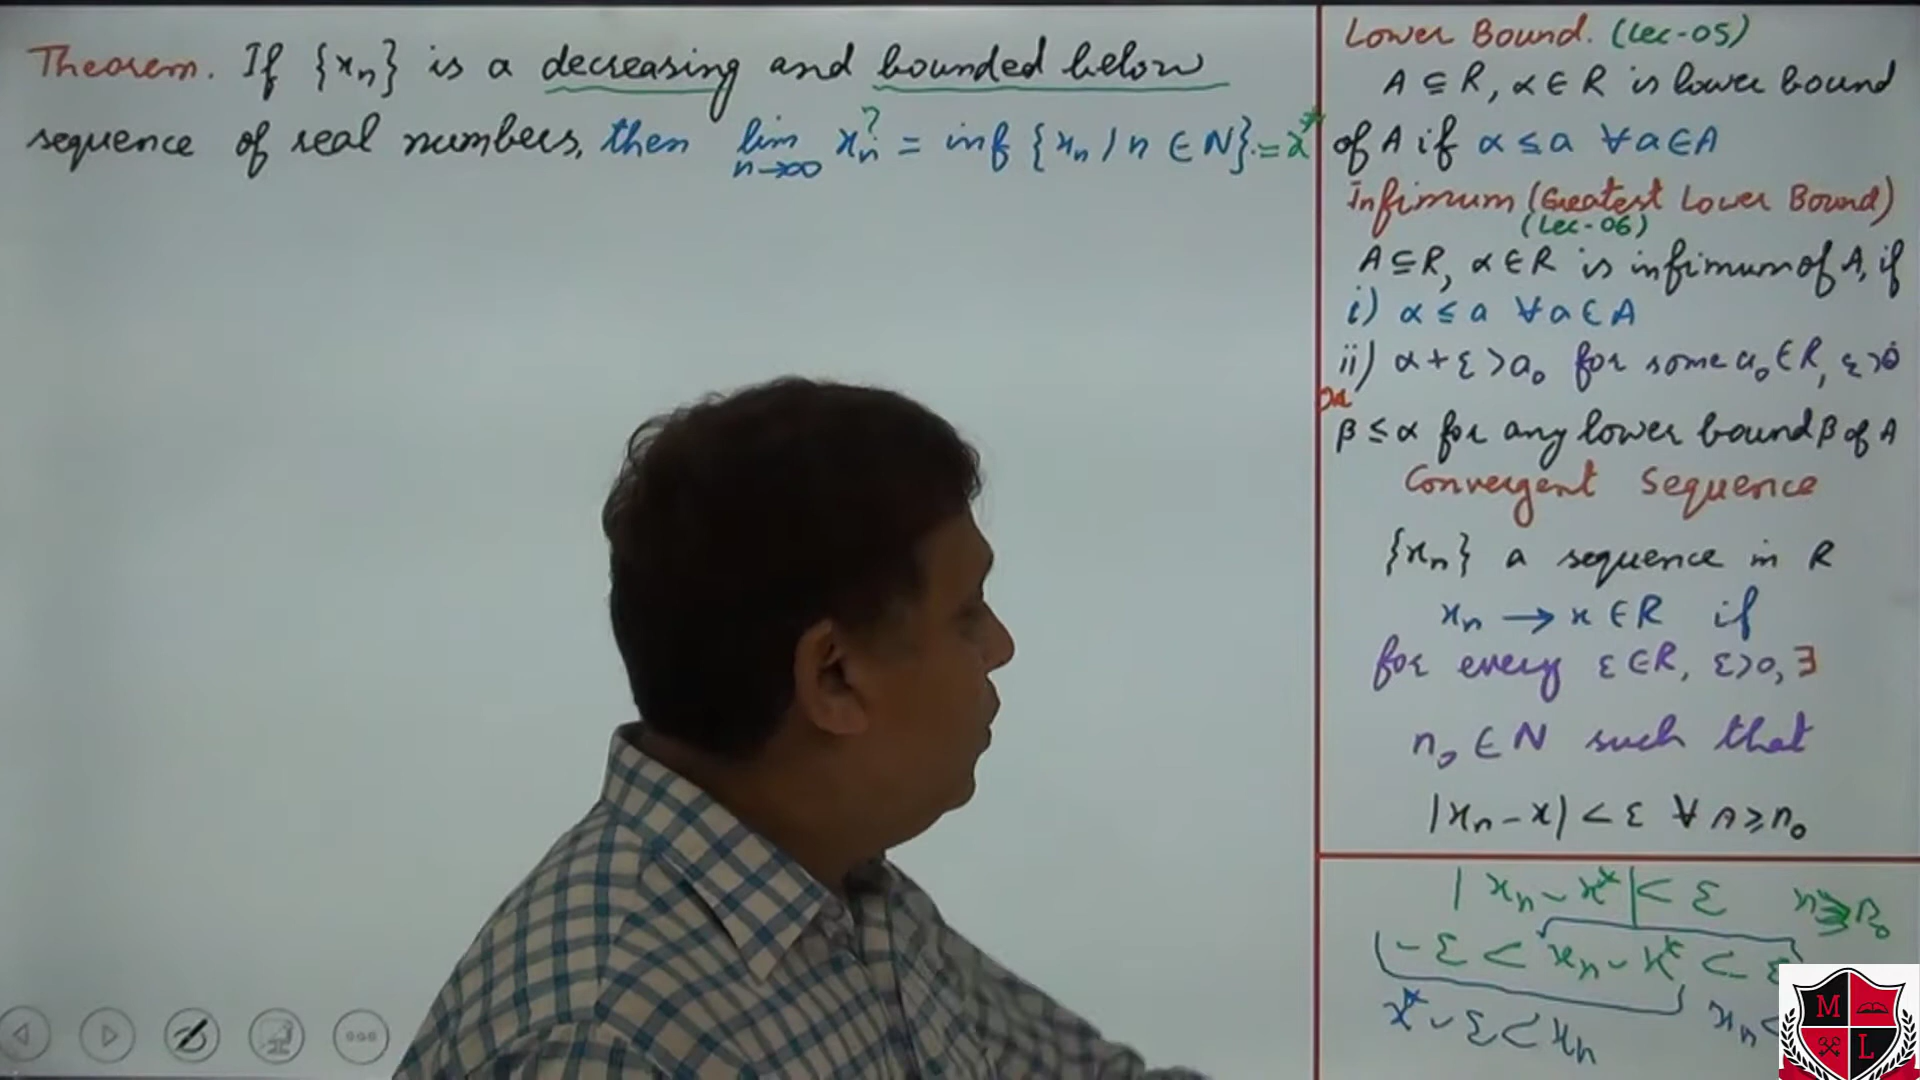 Theorem. If {xₙ} is a decreasing and bounded below
sequence of real numbers, then lim n→∞ xₙ ? = inf {xₙ / n ∈ N}. = x*
Lower Bound. (Lec-05)
A ⊆ R, α ∈ R is lower bound
of A if α ≤ a ∀ a ∈ A
Infimum (Greatest Lower Bound)
(Lec-06)
A ⊆ R, α ∈ R is infimum of A, if
i) α ≤ a ∀ a ∈ A
ii) α + ε > a₀ for some a₀ ∈ R, ε > 0
or
β ≤ α for any lower bound β of A
Convergent Sequence
{xₙ} a sequence in R
xₙ → x ∈ R if
for every ε ∈ R, ε > 0, ∃
n₀ ∈ N such that
|xₙ - x| < ε ∀ n ≥ n₀
|xₙ - x*| < ε n ≥ n₀
-ε < xₙ - x* < ε
x* - ε < xₙ xₙ <
M
L